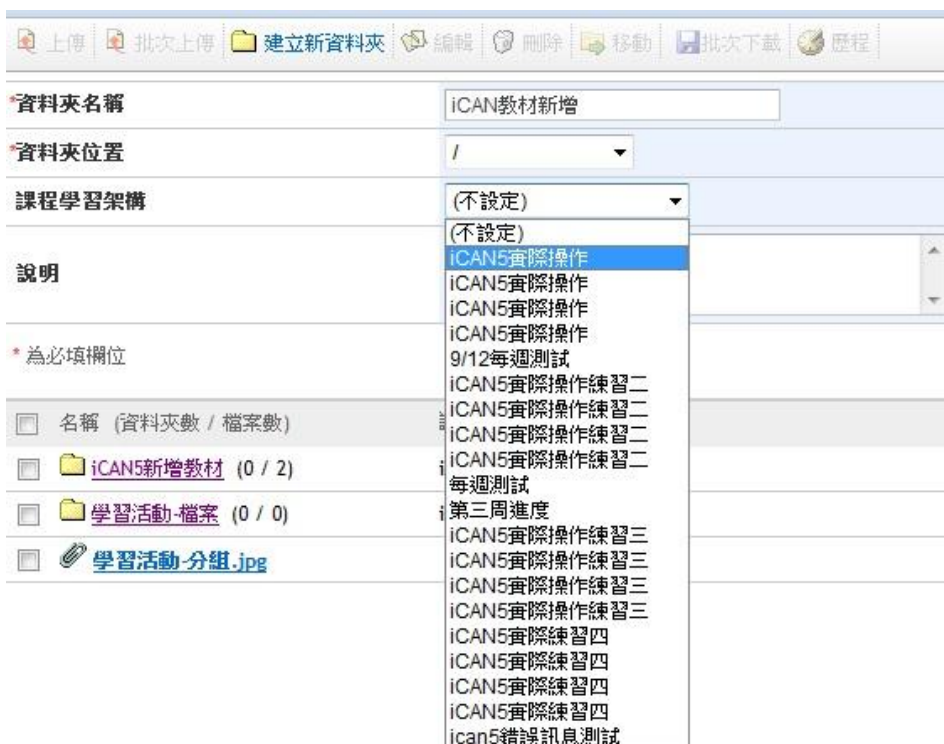 上傳 批次上傳 建立新資料夾 編輯 刪除 移動 批次下載 歷程
*資料夾名稱 iCAN教材新增
*資料夾位置 /
課程學習架構 (不設定)
(不設定)
iCAN5實際操作
說明
iCAN5實際操作
iCAN5實際操作
iCAN5實際操作
* 為必填欄位
9/12每週測試
iCAN5實際操作練習二
iCAN5實際操作練習二
名稱 (資料夾數 / 檔案數)
iCAN5實際操作練習二
iCAN5實際操作練習二
iCAN5新增教材 (0 / 2)
每週測試
學習活動-檔案 (0 / 0)
第三周進度
iCAN5實際操作練習三
學習活動-分組.jpg
iCAN5實際操作練習三
iCAN5實際操作練習三
iCAN5實際操作練習三
iCAN5實際練習四
iCAN5實際練習四
iCAN5實際練習四
iCAN5實際練習四
ican5錯誤訊息測試